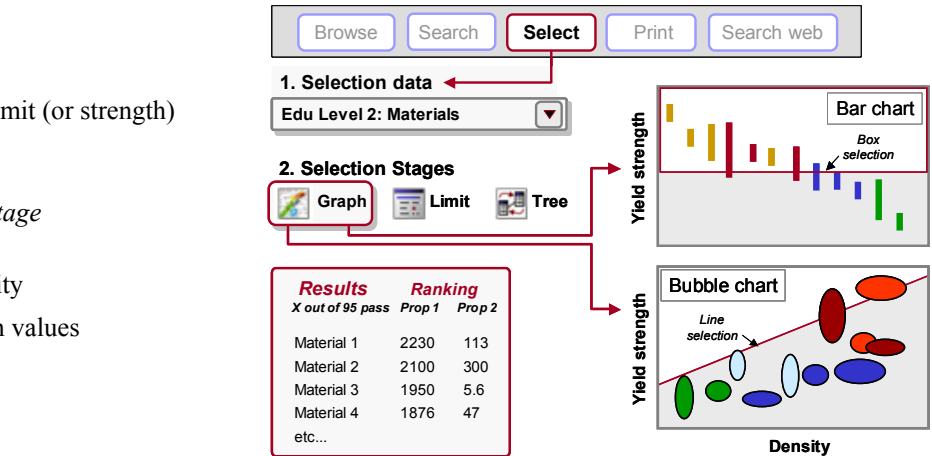 Browse Search Select Print Search web
1. Selection data
Edu Level 2: Materials
mit (or strength)
tage
ity
n values
2. Selection Stages
Graph Limit Tree
Results Ranking
X out of 95 pass Prop 1 Prop 2
Material 1 2230 113
Material 2 2100 300
Material 3 1950 5.6
Material 4 1876 47
etc...
Yield strength
Bar chart
Box
selection
Yield strength
Bubble chart
Line
selection
Density